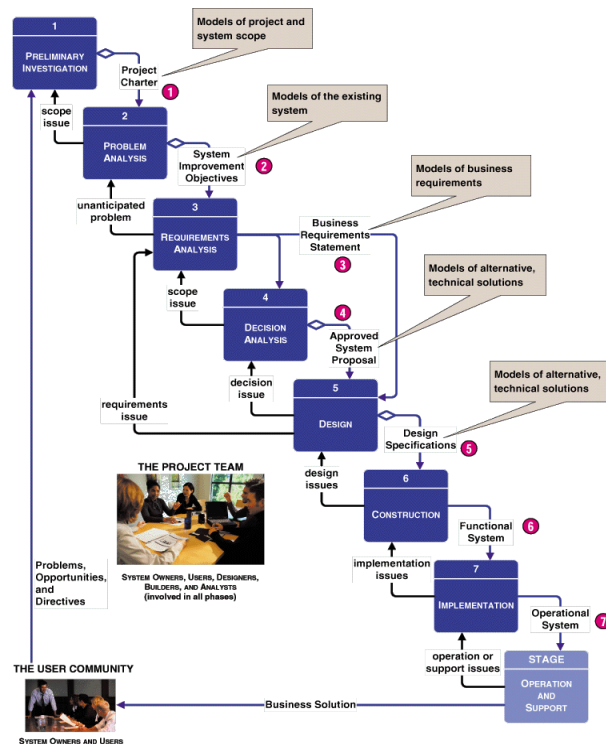 Models of project and
system scope
1
PRELIMINARY
INVESTIGATION
Project
Charter
1
scope
issue
Models of the existing
system
2
PROBLEM
ANALYSIS
System
Improvement
Objectives
2
unanticipated
problem
Models of business
requirements
3
REQUIREMENTS
ANALYSIS
Business
Requirements
Statement
3
scope
issue
Models of alternative,
technical solutions
4
DECISION
ANALYSIS
4
Approved
System
Proposal
decision
issue
requirements
issue
Models of alternative,
technical solutions
5
DESIGN
Design
Specifications
5
THE PROJECT TEAM
design
issues
6
CONSTRUCTION
6
Functional
System
SYSTEM OWNERS, USERS, DESIGNERS,
BUILDERS, AND ANALYSTS
(involved in all phases)
Problems,
Opportunities,
and
Directives
implementation
issues
7
IMPLEMENTATION
Operational
System
7
operation or
support issues
STAGE
OPERATION
AND
SUPPORT
THE USER COMMUNITY
Business Solution
SYSTEM OWNERS AND USERS